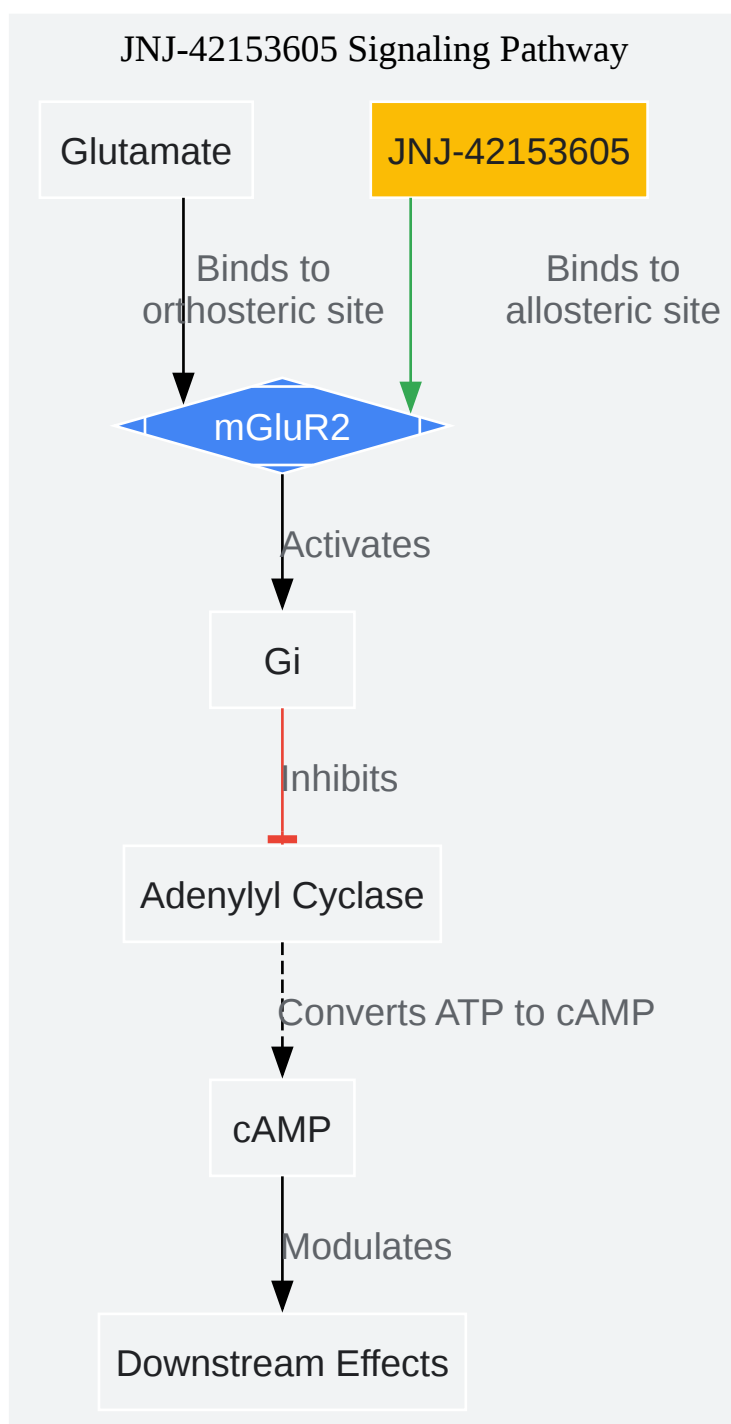 JNJ-42153605 Signaling Pathway
Glutamate
JNJ-42153605
Binds to
orthosteric site
Binds to
allosteric site
mGluR2
Activates
Gi
Inhibits
Adenylyl Cyclase
Converts ATP to cAMP
cAMP
Modulates
Downstream Effects